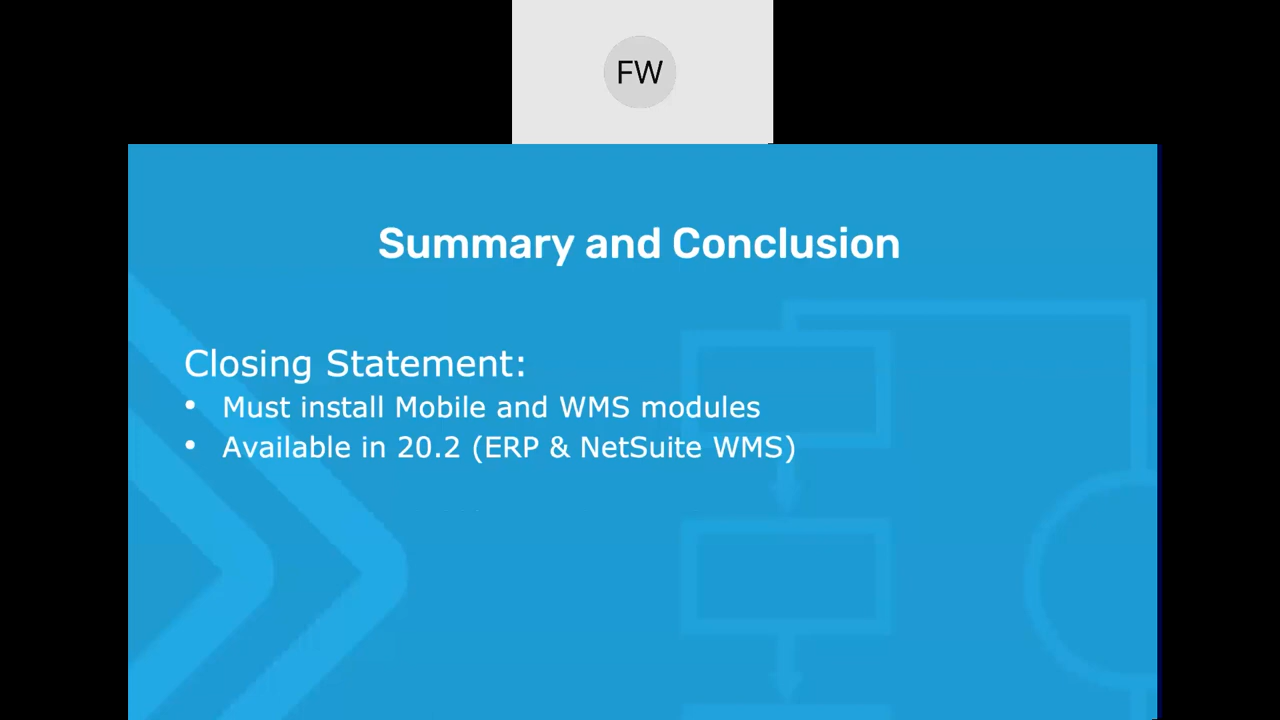 FW
Summary and Conclusion
Closing Statement:
• Must install Mobile and WMS modules
• Available in 20.2 (ERP & NetSuite WMS)